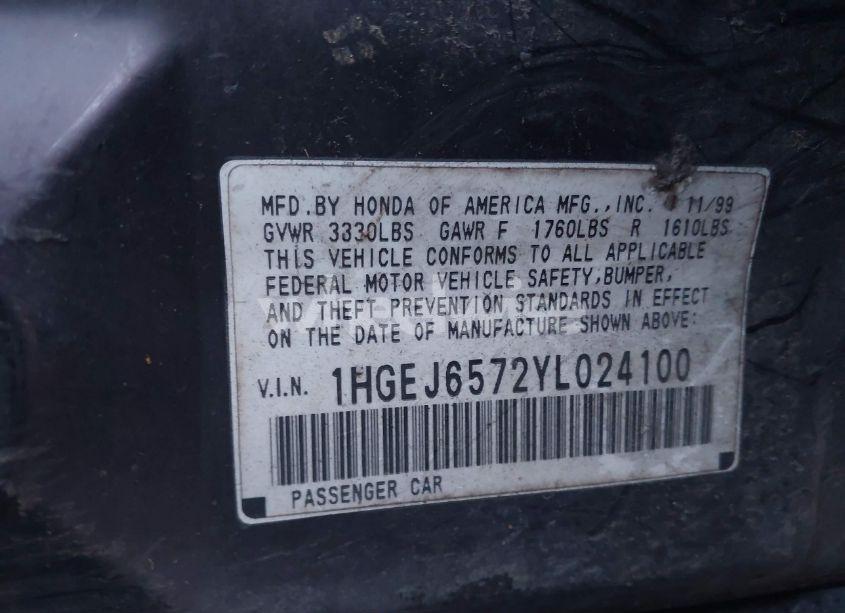 MFD.BY HONDA OF AMERICA MFG.,INC. 11/99
GVWR 3330LBS GAWR F 1760LBS R 1610LBS
THIS VEHICLE CONFORMS TO ALL APPLICABLE
FEDERAL MOTOR VEHICLE SAFETY,BUMPER,
AND THEFT PREVENTION STANDARDS IN EFFECT
ON THE DATE OF MANUFACTURE SHOWN ABOVE:
V.I.N. 1HGEJ6572YL024100
PASSENGER CAR